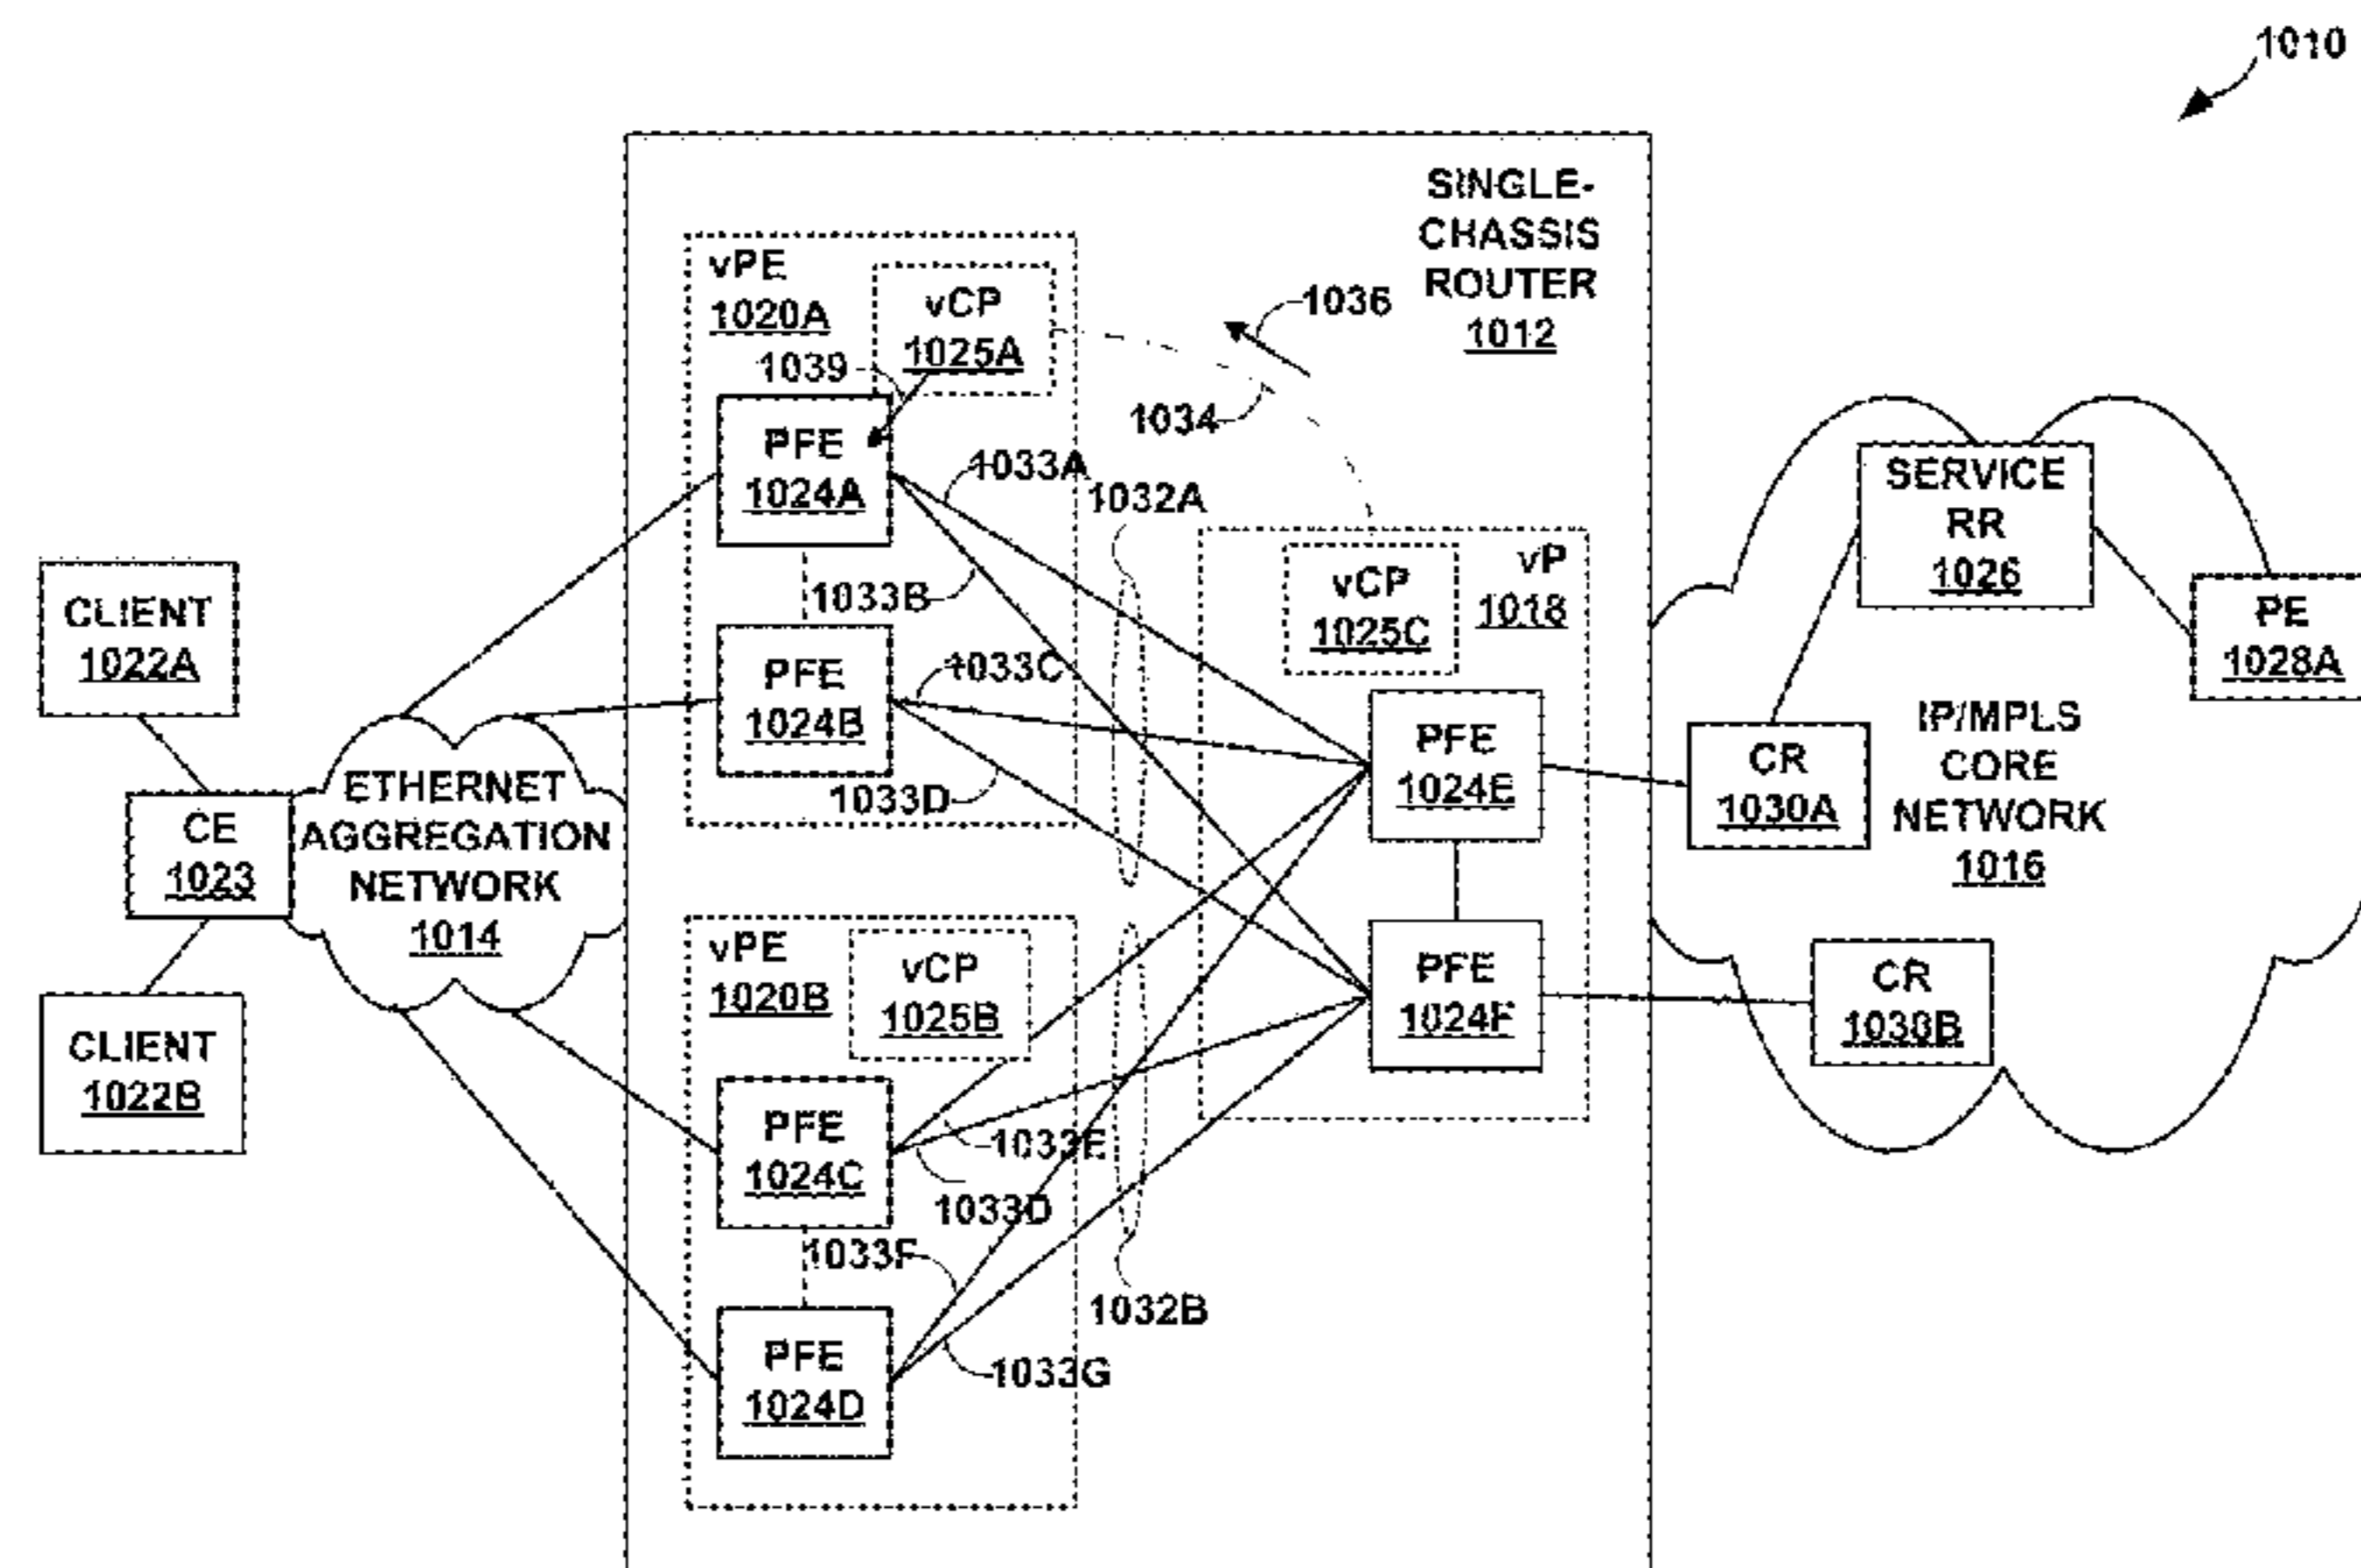 1010
SINGLE-
CHASSIS
ROUTER
1012
vPE
1020A
vCP
1025A
1039
1036
1034
PFE
1024A
1033A
1032A
1033B
PFE
1024B
1033C
1033D
vP
1018
vCP
1025C
PFE
1024E
PFE
1024F
SERVICE
RR
1026
PE
1028A
CR
1030A
IP/MPLS
CORE
NETWORK
1016
CR
1030B
CLIENT
1022A
CE
1023
ETHERNET
AGGREGATION
NETWORK
1014
CLIENT
1022B
vPE
1020B
vCP
1025B
PFE
1024C
1033E
1033D
1033F
1032B
PFE
1024D
1033G